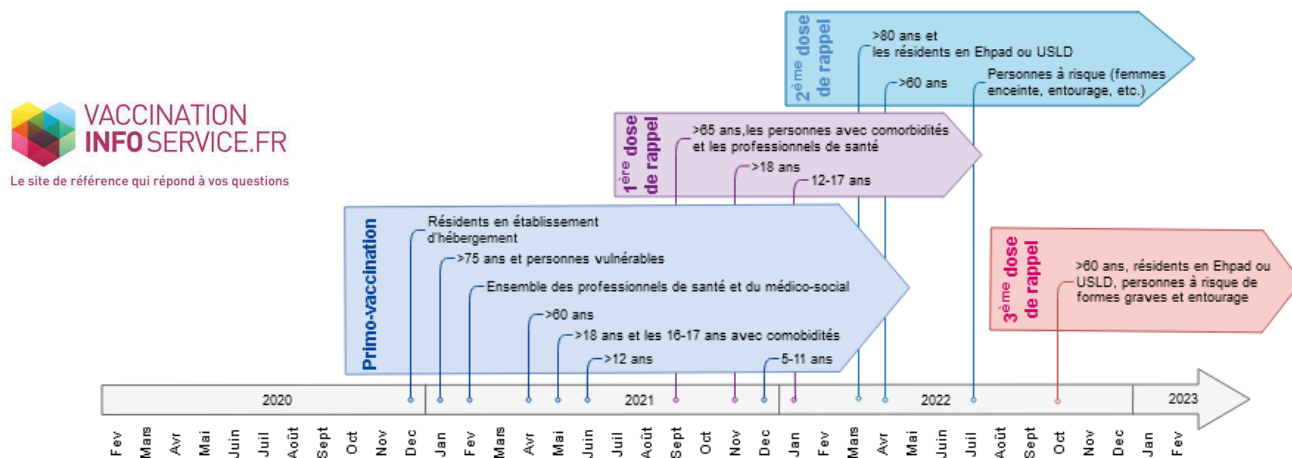 VACCINATION
INFO SERVICE.FR
Le site de référence qui répond à vos questions
2ème dose
de rappel
>80 ans et
les résidents en Ehpad ou USLD
>60 ans
Personnes à risque (femmes
enceinte, entourage, etc.)
1ère dose
de rappel
>65 ans,les personnes avec comorbidités
et les professionnels de santé
>18 ans
12-17 ans
Primo-vaccination
Résidents en établissement
d'hébergement
>75 ans et personnes vulnérables
Ensemble des professionnels de santé et du médico-social
>60 ans
>18 ans et les 16-17 ans avec comobidités
>12 ans
5-11 ans
3ème dose
de rappel
>60 ans, résidents en Ehpad ou
USLD, personnes à risque de
formes graves et entourage
2020
2021
2022
2023
Fev
Mars
Avr
Mai
Juin
Juil
Août
Sept
Oct
Nov
Dec
Jan
Fev
Mars
Avr
Mai
Juin
Juil
Août
Sept
Oct
Nov
Dec
Jan
Fev
Mars
Avr
Mai
Juin
Juil
Août
Sept
Oct
Nov
Dec
Jan
Fev